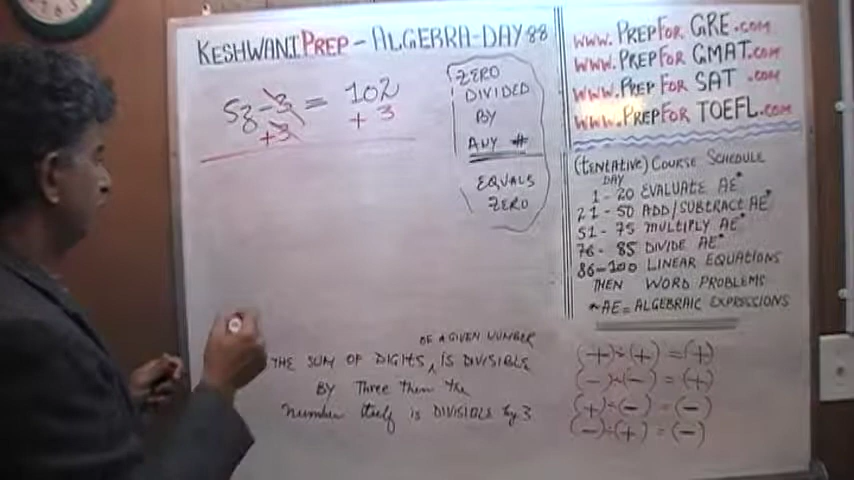 KESHWANI PREP - ALGEBRA - DAY 88
5z - 3 = 102
+3 + 3
ZERO
DIVIDED
BY
ANY #
EQUALS
ZERO
OF A GIVEN NUMBER
THE SUM OF DIGITS, IS DIVISIBLE
BY Three then the
number itself is DIVISIBLE by 3
www.PREPFOR GRE.com
www.PREPFOR GMAT.com
www.PREP FOR SAT .com
www.PREPFOR TOEFL.com
(TENTATIVE) COURSE SCHEDULE
DAY
1 - 20 EVALUATE AE*
21 - 50 ADD/SUBTRACT AE*
51 - 75 MULTIPLY AE*
76 - 85 DIVIDE AE*
86-100 LINEAR EQUATIONS
THEN WORD PROBLEMS
*AE = ALGEBRAIC EXPRESSIONS
(+)÷(+) = (+)
(-)÷(-) = (+)
(+)÷(-) = (-)
(-)÷(+) = (-)